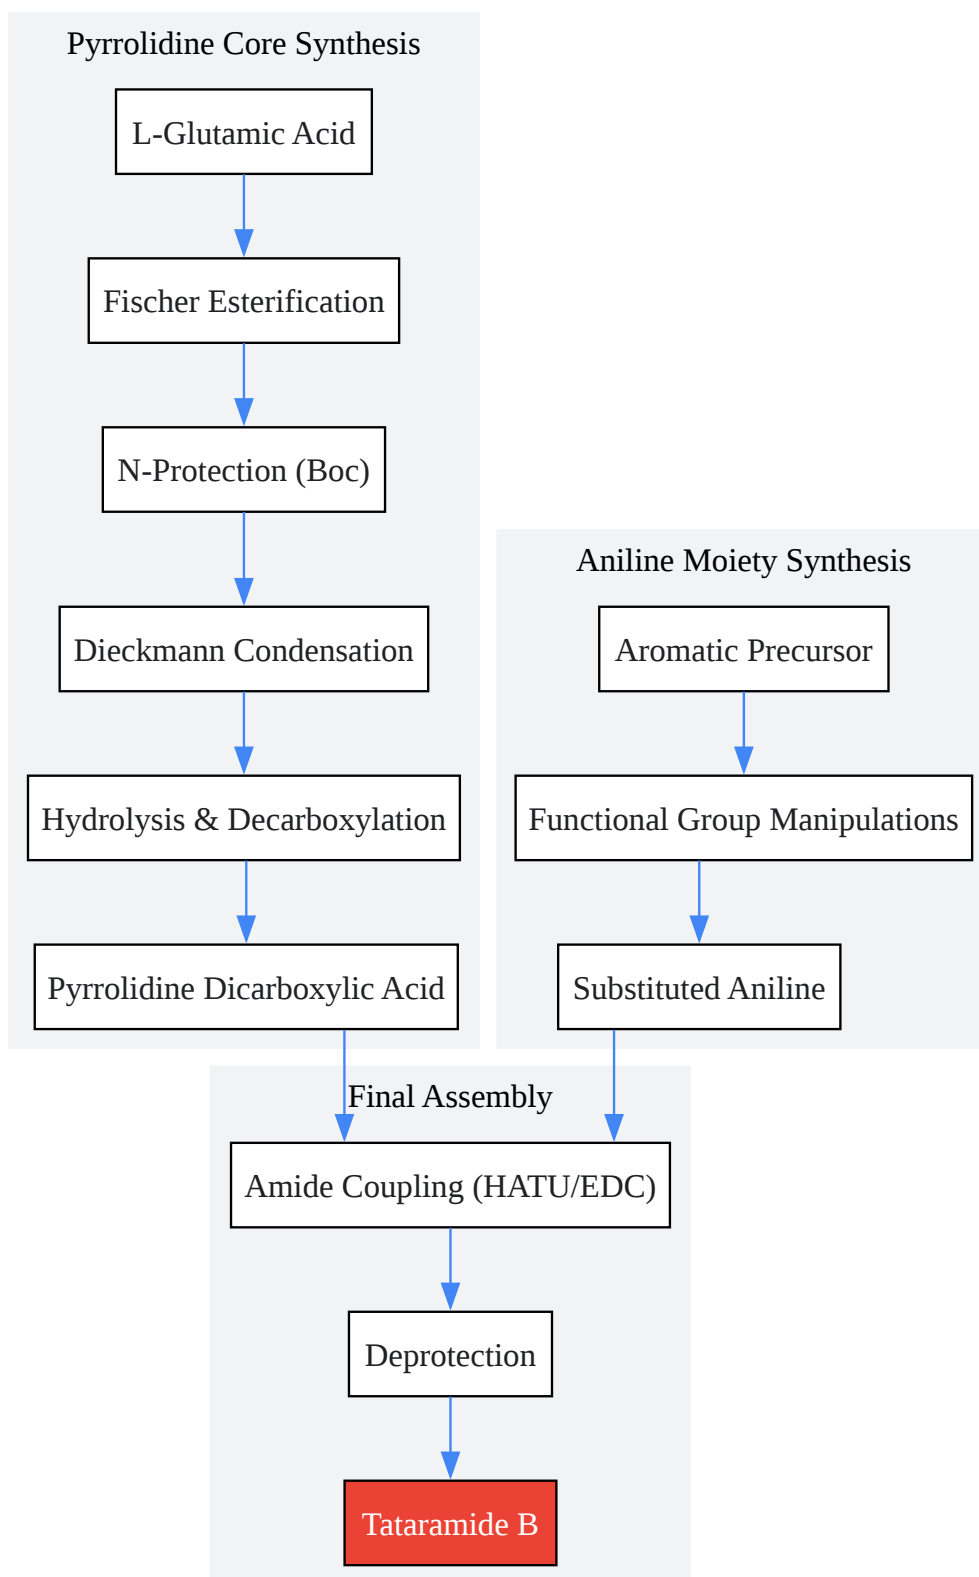 Pyrrolidine Core Synthesis
L-Glutamic Acid
Fischer Esterification
N-Protection (Boc)
Dieckmann Condensation
Hydrolysis & Decarboxylation
Pyrrolidine Dicarboxylic Acid
Aniline Moiety Synthesis
Aromatic Precursor
Functional Group Manipulations
Substituted Aniline
Final Assembly
Amide Coupling (HATU/EDC)
Deprotection
Tataramide B